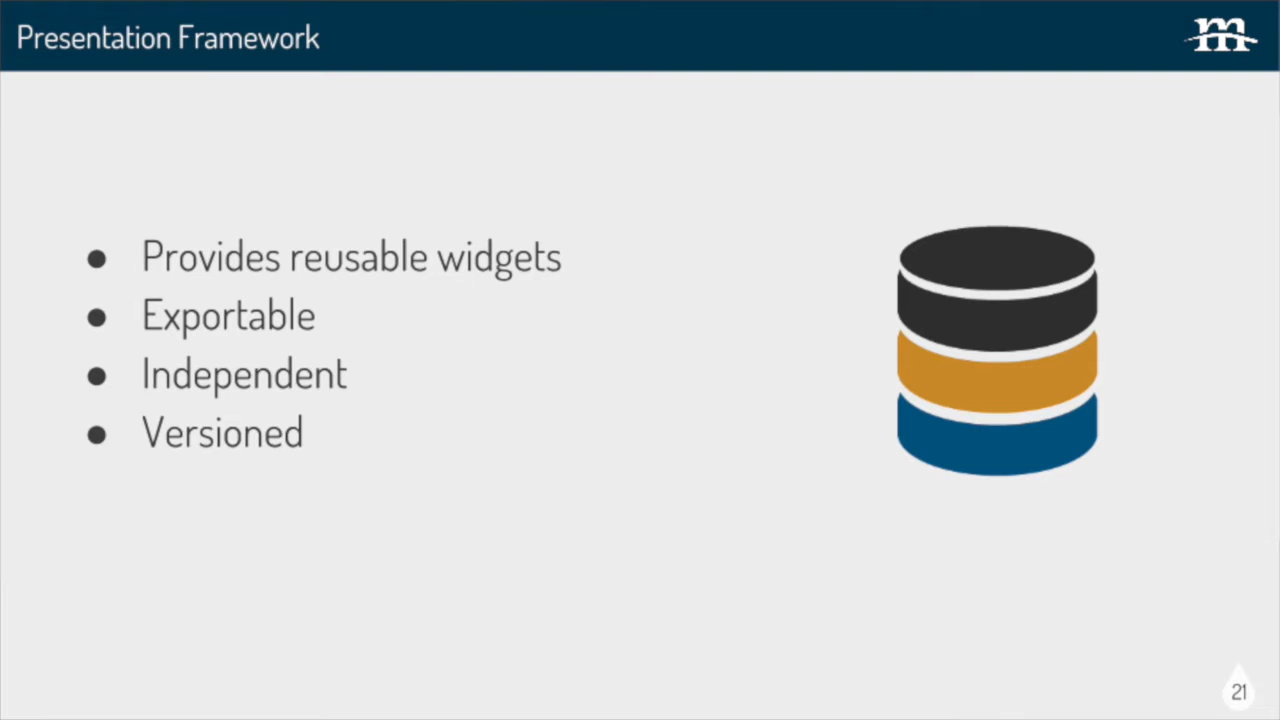 Presentation Framework
m
● Provides reusable widgets
● Exportable
● Independent
● Versioned
21